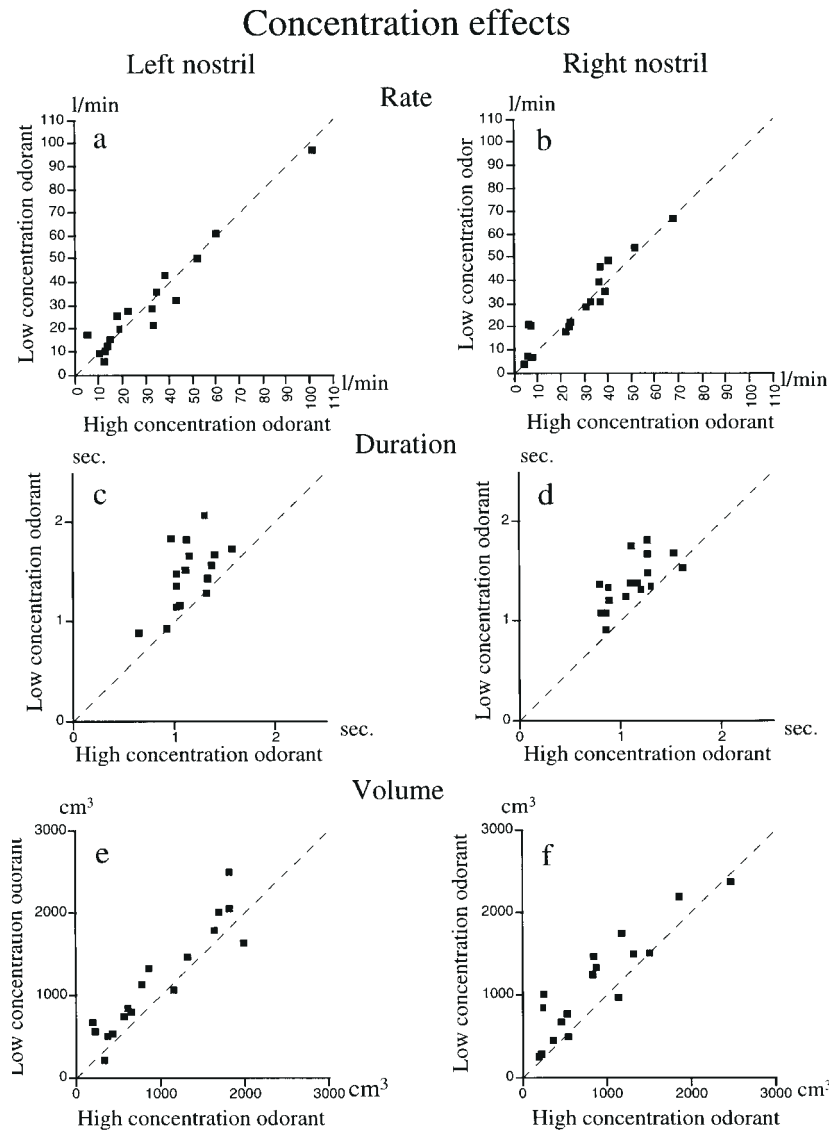 Concentration effects
Left nostril
Right nostril
Rate
l/min
l/min
a
b
Low concentration odorant
Low concentration odor
110
100
90
80
70
60
50
40
30
20
10
0
110
100
90
80
70
60
50
40
30
20
10
0
0 10 20 30 40 50 60 70 80 90 100 110 l/min
0 10 20 30 40 50 60 70 80 90 100 110 l/min
High concentration odorant
High concentration odorant
Duration
sec.
sec.
c
d
Low concentration odorant
Low concentration odorant
2
1
0
2
1
0
0 1 2 sec.
0 1 2 sec.
High concentration odorant
High concentration odorant
Volume
cm³
cm³
e
f
Low concentration odorant
Low concentration odorant
3000
2000
1000
0
3000
2000
1000
0
0 1000 2000 3000 cm³
0 1000 2000 3000 cm³
High concentration odorant
High concentration odorant